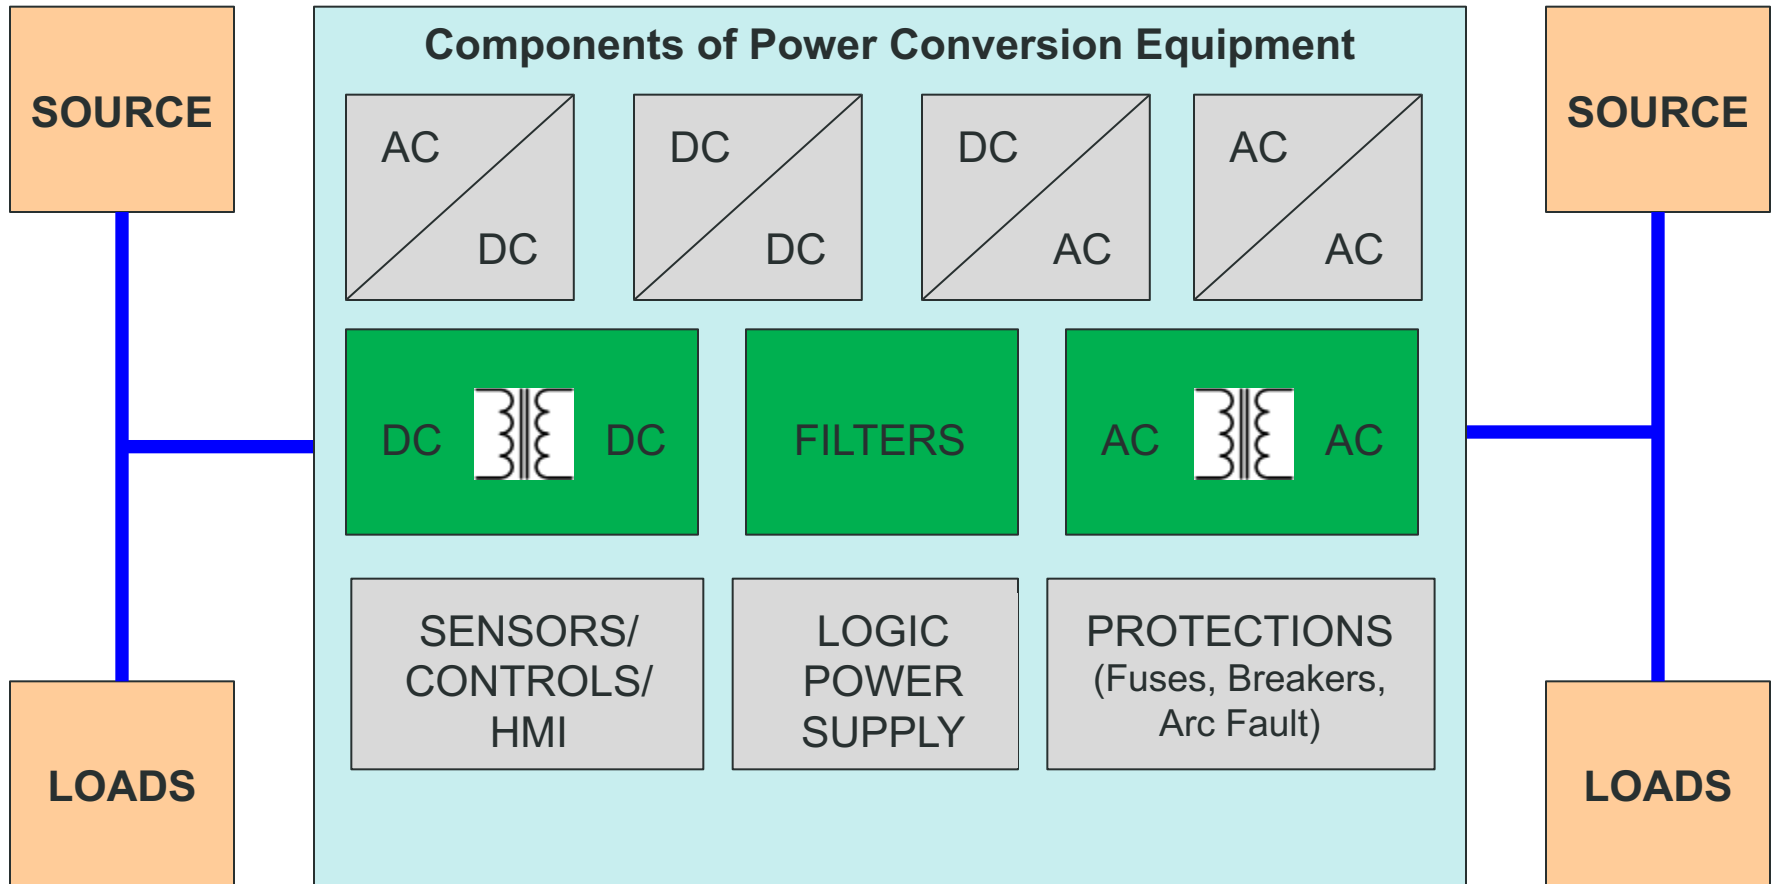 SOURCE
Components of Power Conversion Equipment
SOURCE
AC
DC
DC
DC
DC
AC
AC
AC
DC
DC
FILTERS
AC
AC
SENSORS/
CONTROLS/
HMI
LOGIC
POWER
SUPPLY
PROTECTIONS
(Fuses, Breakers,
Arc Fault)
LOADS
LOADS